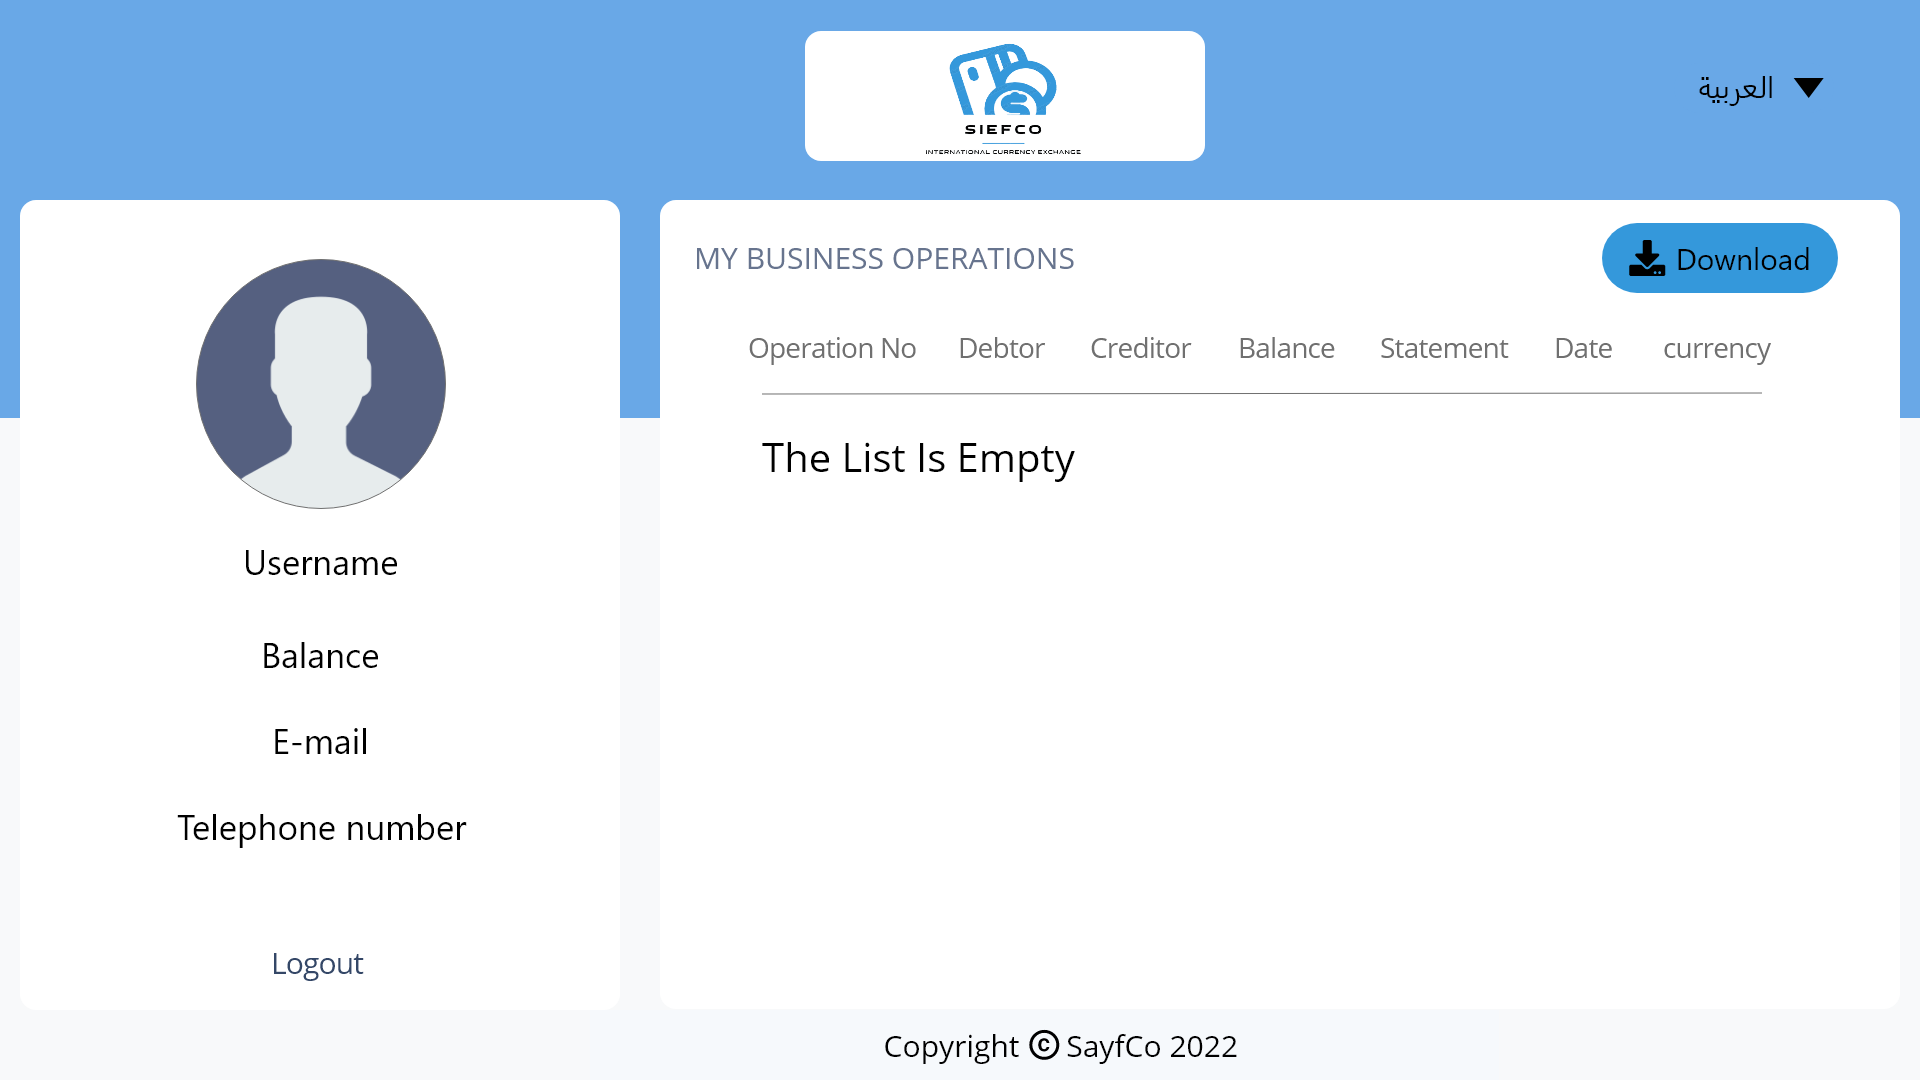 SIEFCO
INTERNATIONAL CURRENCY EXCHANGE
العربية
Username
Balance
E-mail
Telephone number
Logout
MY BUSINESS OPERATIONS
Download
Operation No Debtor Creditor Balance Statement Date currency
The List Is Empty
Copyright © SayfCo 2022